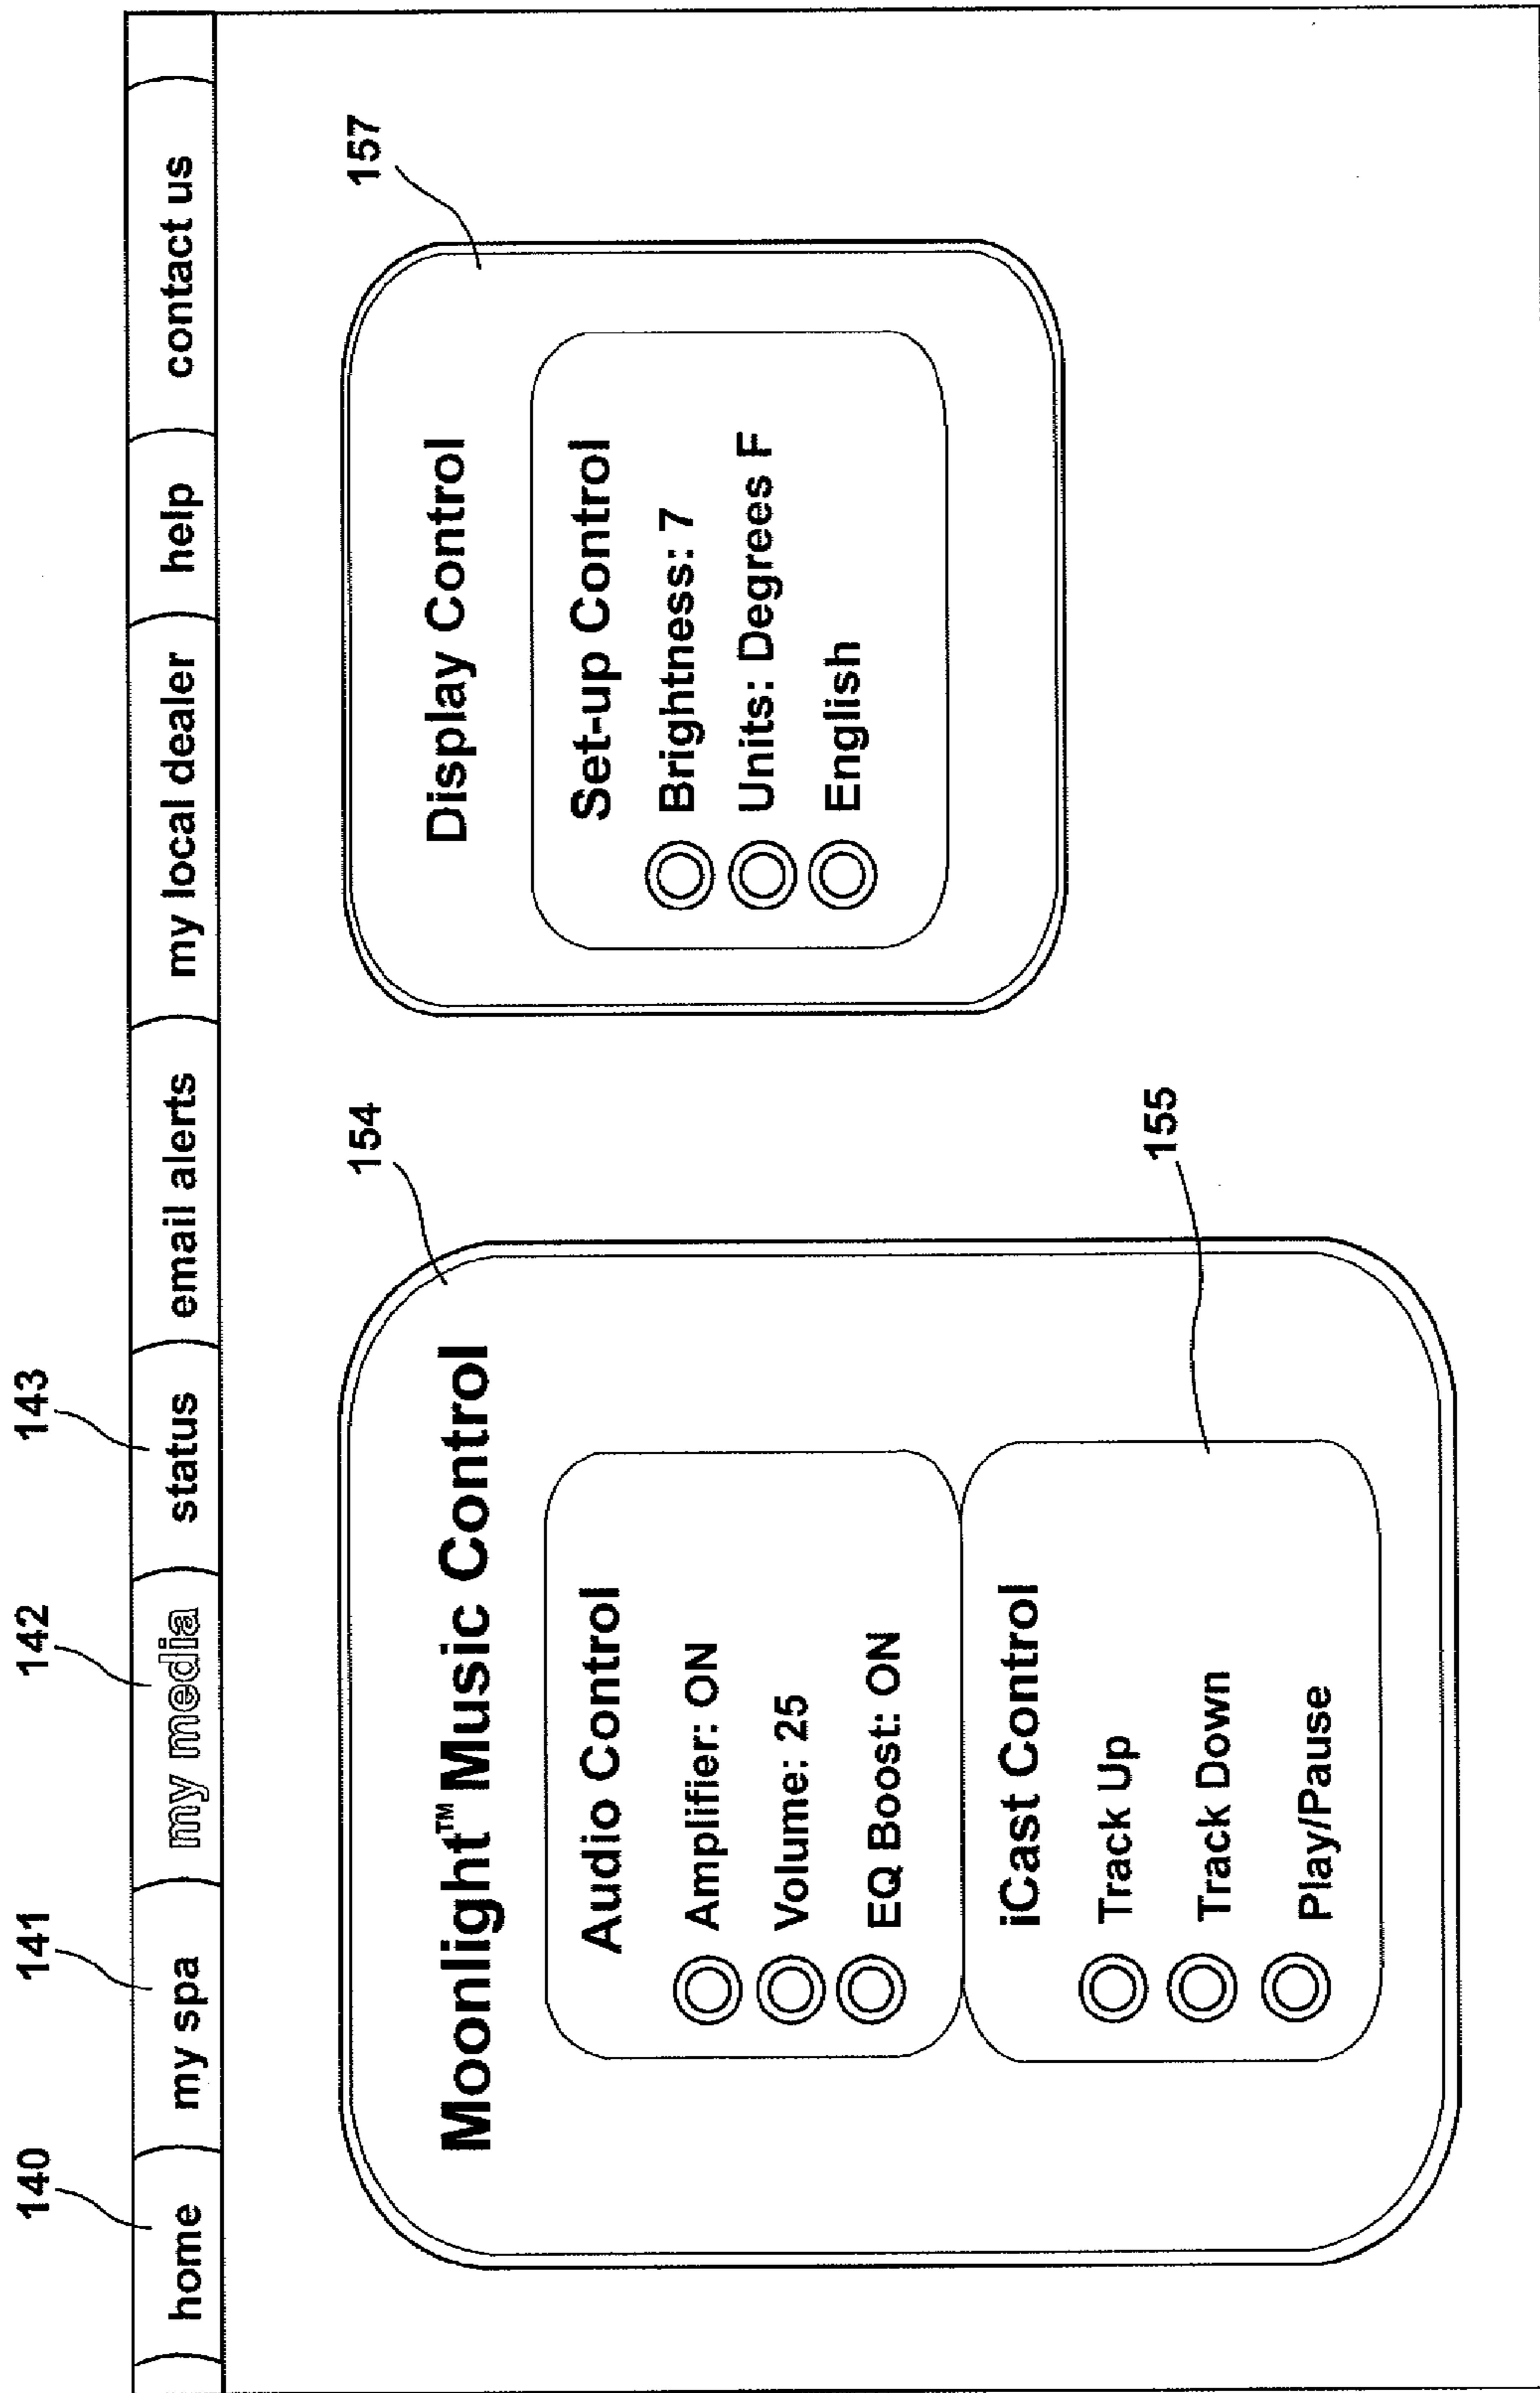 140
141
142
143
home
my spa
my media
status
email alerts
my local dealer
help
contact us
154
Moonlight™ Music Control
Audio Control
Amplifier: ON
Volume: 25
EQ Boost: ON
155
iCast Control
Track Up
Track Down
Play/Pause
157
Display Control
Set-up Control
Brightness: 7
Units: Degrees F
English